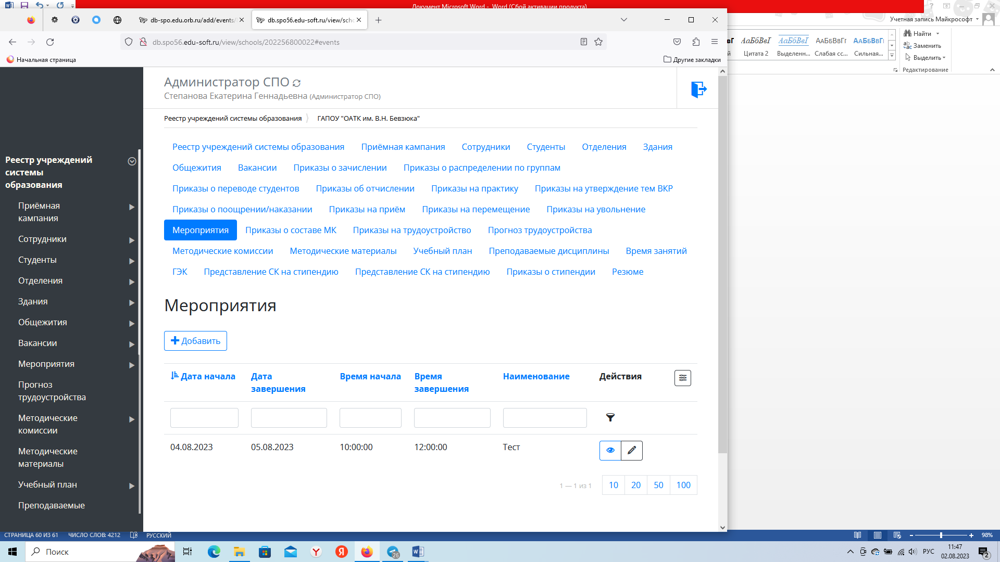 Документ Microsoft Word - Word (Сбой активации продукта)
Учетная запись Майкрософт
db-spo.edu.orb.ru/add/events/
db.spo56.edu-soft.ru/view/scho
db.spo56.edu-soft.ru/view/schools/202256800022#events
Начальная страница
Другие закладки
АаБбВвГ
АаБбВвГ
АаБбВвГг
АаБбВвГг
Цитата 2
Выделенн...
Слабая сс...
Сильная...
Найти
Заменить
Выделить
Редактирование
Администратор СПО
Степанова Екатерина Геннадьевна (Администратор СПО)
Реестр учреждений системы образования
ГАПОУ "ОАТК им. В.Н. Бевзюка"
Реестр учреждений системы образования
Приёмная кампания
Сотрудники
Студенты
Отделения
Здания
Общежития
Вакансии
Мероприятия
Прогноз трудоустройства
Методические комиссии
Методические материалы
Учебный план
Преподаваемые
Реестр учреждений системы образования Приёмная кампания Сотрудники Студенты Отделения Здания
Общежития Вакансии Приказы о зачислении Приказы о распределении по группам
Приказы о переводе студентов Приказы об отчислении Приказы на практику Приказы на утверждение тем ВКР
Приказы о поощрении/наказании Приказы на приём Приказы на перемещение Приказы на увольнение
Мероприятия Приказы о составе МК Приказы на трудоустройство Прогноз трудоустройства
Методические комиссии Методические материалы Учебный план Преподаваемые дисциплины Время занятий
ГЭК Представление СК на стипендию Представление СК на стипендию Приказы о стипендии Резюме
Мероприятия
Добавить
Дата начала Дата завершения Время начала Время завершения Наименование Действия
04.08.2023 05.08.2023 10:00:00 12:00:00 Тест
1 — 1 из 1 10 20 50 100
СТРАНИЦА 60 ИЗ 61 ЧИСЛО СЛОВ: 4212 РУССКИЙ
98%
Поиск
26
РУС
11:47
02.08.2023
2